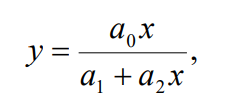 y = a₀x / (a₁ + a₂x),